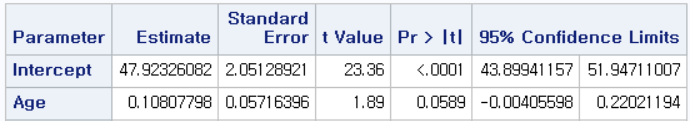 Parameter Estimate Standard Error t Value Pr > |t| 95% Confidence Limits
Intercept 47.92326082 2.05128921 23.36 <.0001 43.89941157 51.94711007
Age 0.10807798 0.05716396 1.89 0.0589 -0.00405598 0.22021194